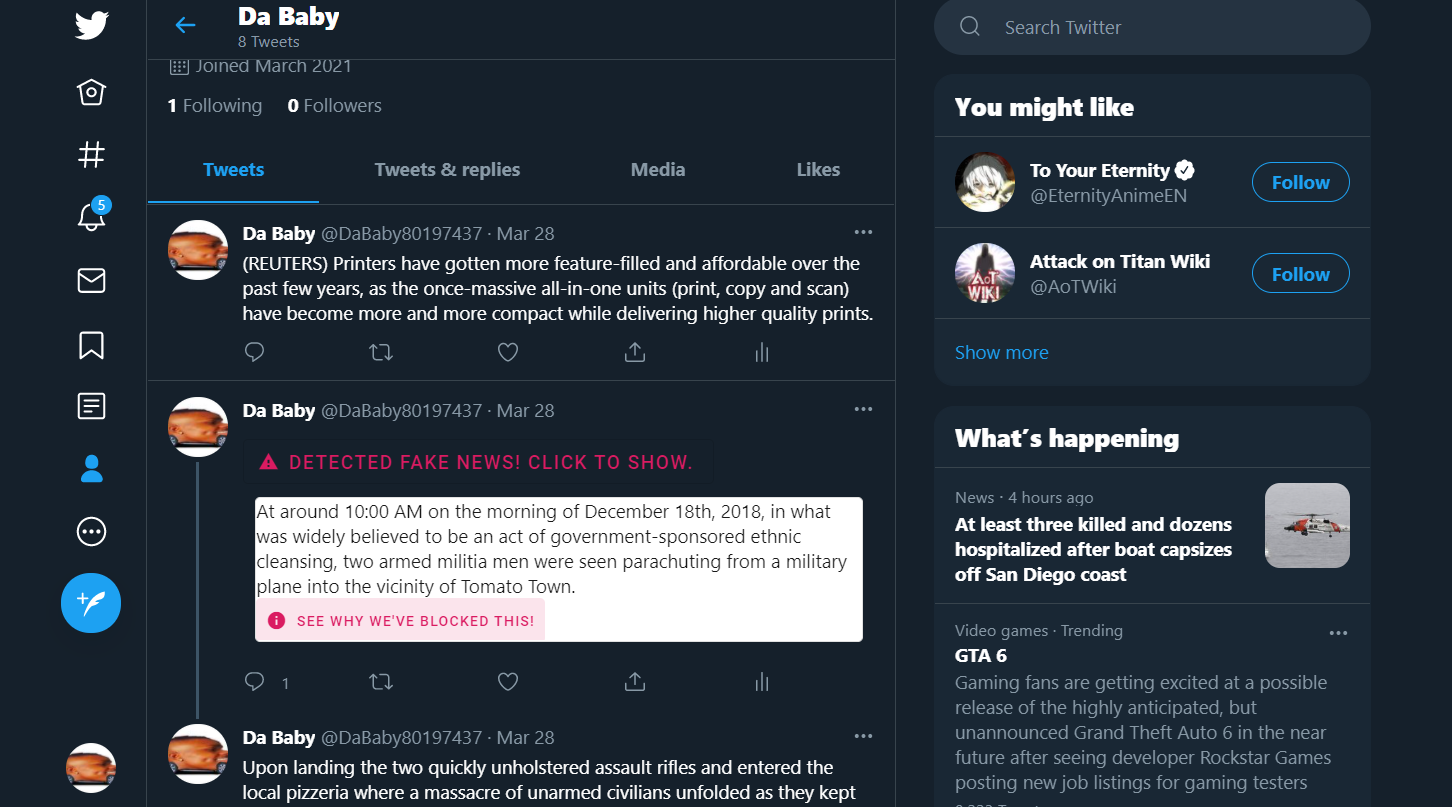 Da Baby
8 Tweets
Joined March 2021
1 Following 0 Followers
Tweets Tweets & replies Media Likes
Da Baby @DaBaby80197437 · Mar 28
(REUTERS) Printers have gotten more feature-filled and affordable over the
past few years, as the once-massive all-in-one units (print, copy and scan)
have become more and more compact while delivering higher quality prints.
Da Baby @DaBaby80197437 · Mar 28
DETECTED FAKE NEWS! CLICK TO SHOW.
At around 10:00 AM on the morning of December 18th, 2018, in what
was widely believed to be an act of government-sponsored ethnic
cleansing, two armed militia men were seen parachuting from a military
plane into the vicinity of Tomato Town.
SEE WHY WE'VE BLOCKED THIS!
1
Da Baby @DaBaby80197437 · Mar 28
Upon landing the two quickly unholstered assault rifles and entered the
local pizzeria where a massacre of unarmed civilians unfolded as they kept
5
Search Twitter
You might like
To Your Eternity
@EternityAnimeEN
Follow
AoT
WIKI
Attack on Titan Wiki
@AoTWiki
Follow
Show more
What's happening
News · 4 hours ago
At least three killed and dozens
hospitalized after boat capsizes
off San Diego coast
Video games · Trending
GTA 6
Gaming fans are getting excited at a possible
release of the highly anticipated, but
unannounced Grand Theft Auto 6 in the near
future after seeing developer Rockstar Games
posting new job listings for gaming testers